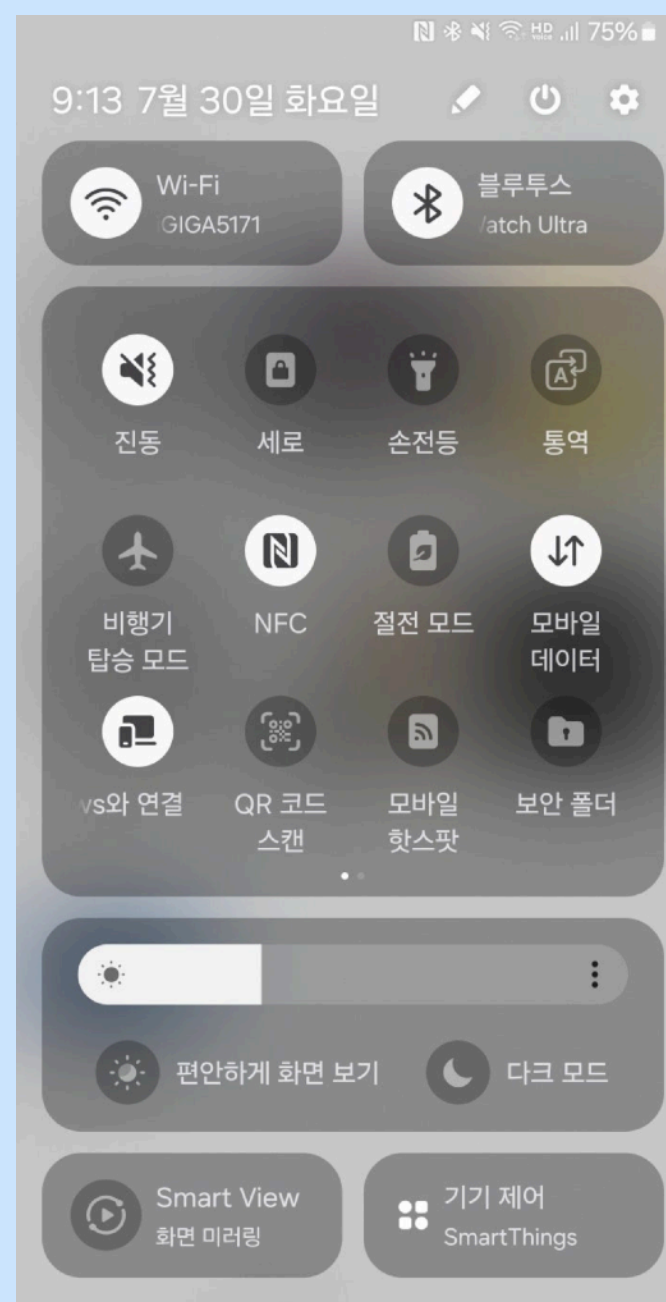 HD VOICE 75%
9:13 7월 30일 화요일
Wi-Fi
GIGA5171
블루투스
atch Ultra
진동 세로 손전등 통역
A
비행기 탑승 모드
NFC
절전 모드
모바일 데이터
vs와 연결
QR 코드 스캔
모바일 핫스팟
보안 폴더
편안하게 화면 보기 다크 모드
Smart View
화면 미러링
기기 제어
SmartThings